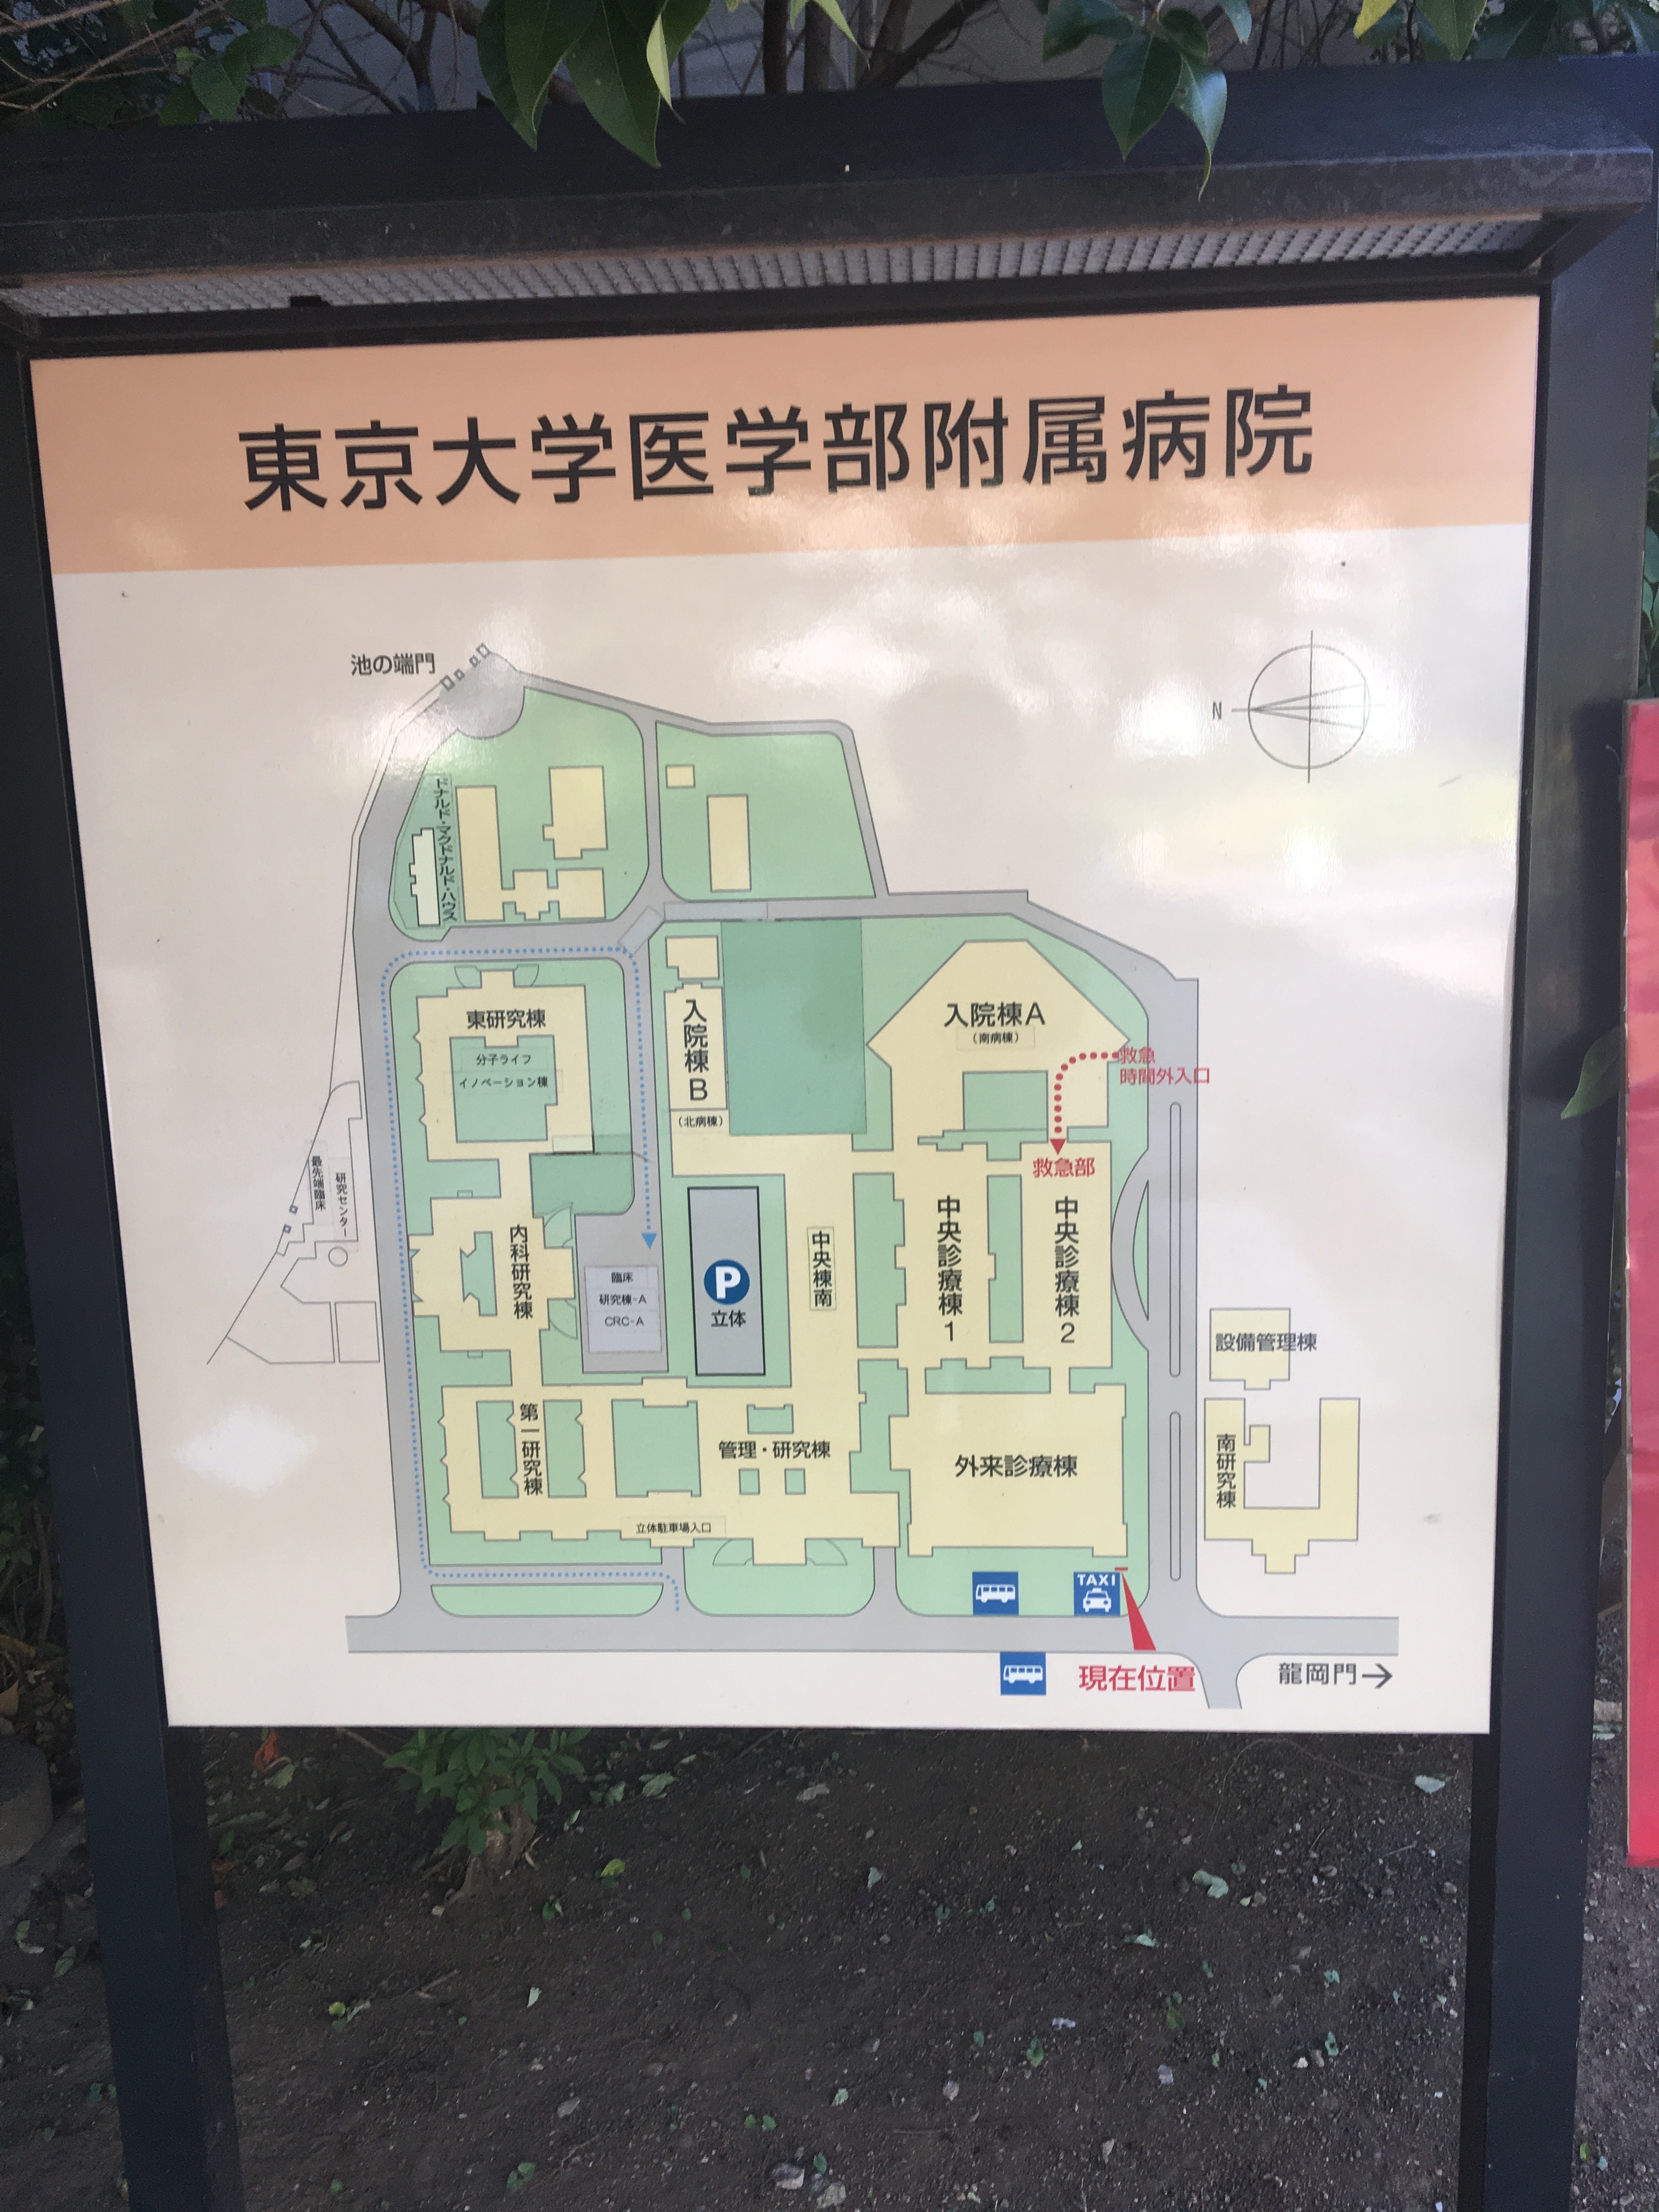 東京大学医学部附属病院
池の端門
N
ドナルド・マクドナルド・ハウス
東研究棟
分子ライフ
イノベーション棟
入院棟B
(北病棟)
入院棟A
(南病棟)
救急
時間外入口
救急部
最先端臨床
研究センター
内科研究棟
臨床
研究棟-A
CRC-A
P
立体
中央棟南
中央診療棟1
中央診療棟2
設備管理棟
第一研究棟
管理・研究棟
外来診療棟
南研究棟
立体駐車場入口
TAXI
現在位置
龍岡門→